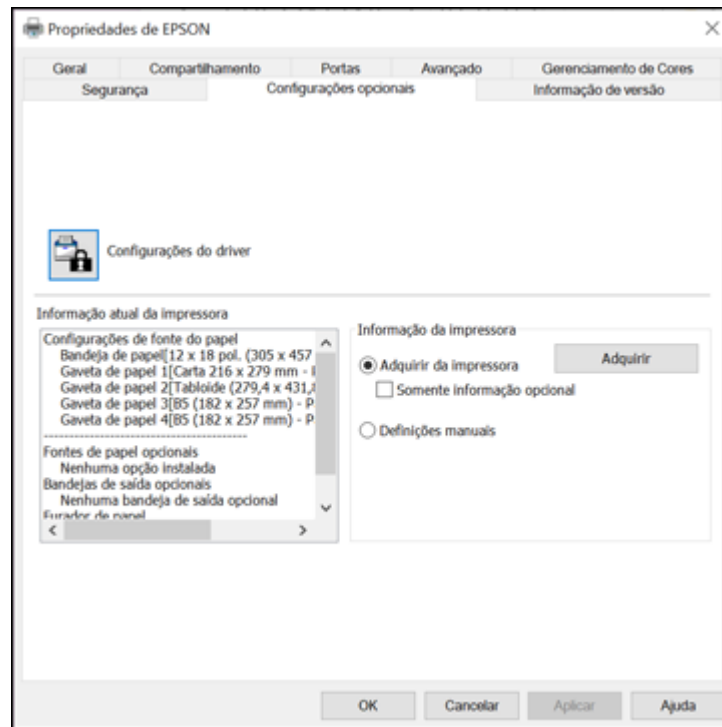 Propriedades de EPSON
Geral Compartilhamento Portas Avançado Gerenciamento de Cores
Segurança Configurações opcionais Informação de versão
Configurações do driver
Informação atual da impressora
Configurações de fonte do papel
Bandeja de papel[12 x 18 pol. (305 x 457
Gaveta de papel 1[Carta 216 x 279 mm -
Gaveta de papel 2[Tabloide (279,4 x 431,
Gaveta de papel 3[B5 (182 x 257 mm) - P
Gaveta de papel 4[B5 (182 x 257 mm) - P
Fontes de papel opcionais
Nenhuma opção instalada
Bandejas de saída opcionais
Nenhuma bandeja de saída opcional
Furador de papel
Informação da impressora
Adquirir da impressora Adquirir
Somente informação opcional
Definições manuais
OK Cancelar Aplicar Ajuda